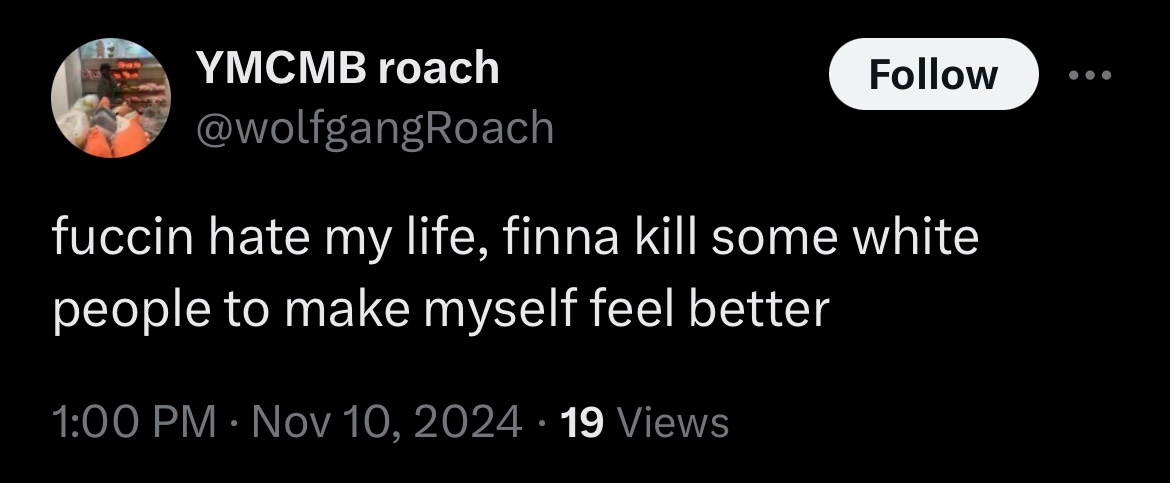 YMCMB roach
@wolfgangRoach
Follow
fuccin hate my life, finna kill some white
people to make myself feel better
1:00 PM · Nov 10, 2024 · 19 Views